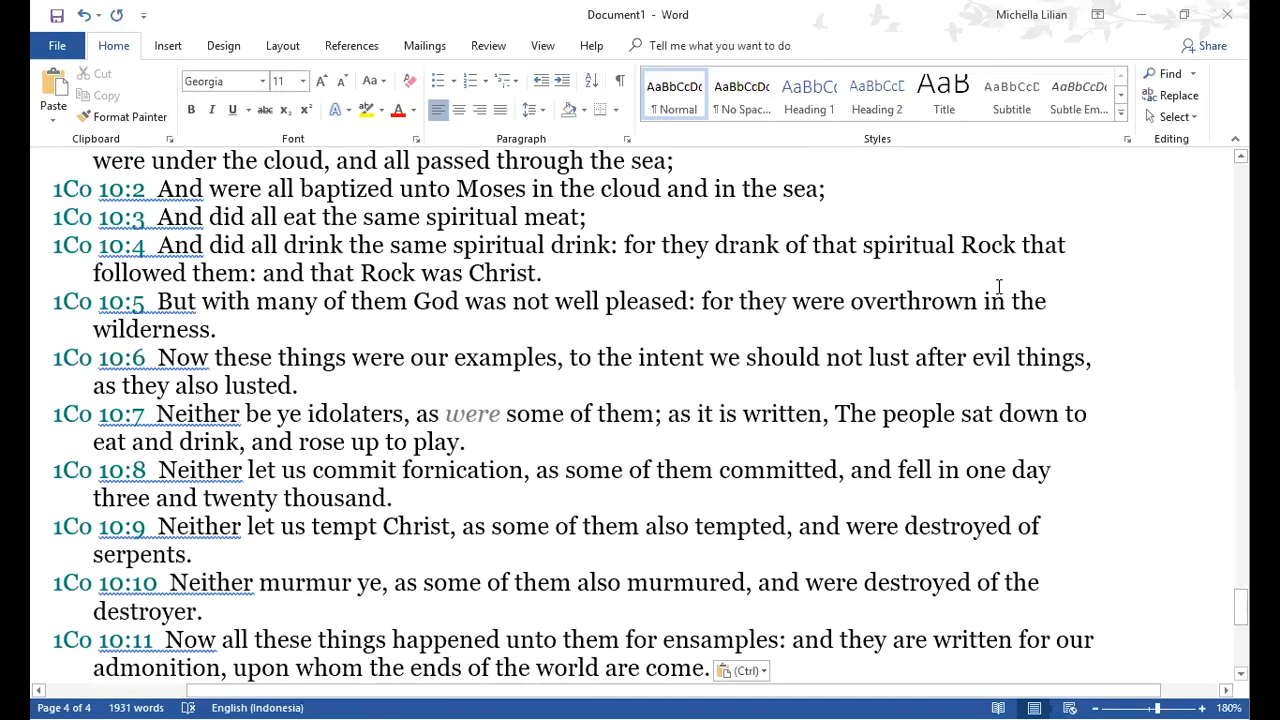 Document1 - Word
Michella Lilian
File Home Insert Design Layout References Mailings Review View Help Tell me what you want to do Share
Paste
Cut
Copy
Format Painter
Clipboard
Georgia 11
Font
Paragraph
AaBbCcDc AaBbCcDc AaBbC AaBbCcD AaB AaBbCcD AaBbCcDc
¶ Normal ¶ No Spac... Heading 1 Heading 2 Title Subtitle Subtle Em...
Styles
Find
Replace
Select
Editing
were under the cloud, and all passed through the sea;
1Co 10:2 And were all baptized unto Moses in the cloud and in the sea;
1Co 10:3 And did all eat the same spiritual meat;
1Co 10:4 And did all drink the same spiritual drink: for they drank of that spiritual Rock that
followed them: and that Rock was Christ.
1Co 10:5 But with many of them God was not well pleased: for they were overthrown in the
wilderness.
1Co 10:6 Now these things were our examples, to the intent we should not lust after evil things,
as they also lusted.
1Co 10:7 Neither be ye idolaters, as were some of them; as it is written, The people sat down to
eat and drink, and rose up to play.
1Co 10:8 Neither let us commit fornication, as some of them committed, and fell in one day
three and twenty thousand.
1Co 10:9 Neither let us tempt Christ, as some of them also tempted, and were destroyed of
serpents.
1Co 10:10 Neither murmur ye, as some of them also murmured, and were destroyed of the
destroyer.
1Co 10:11 Now all these things happened unto them for ensamples: and they are written for our
admonition, upon whom the ends of the world are come. (Ctrl)
Page 4 of 4 1931 words English (Indonesia) 180%